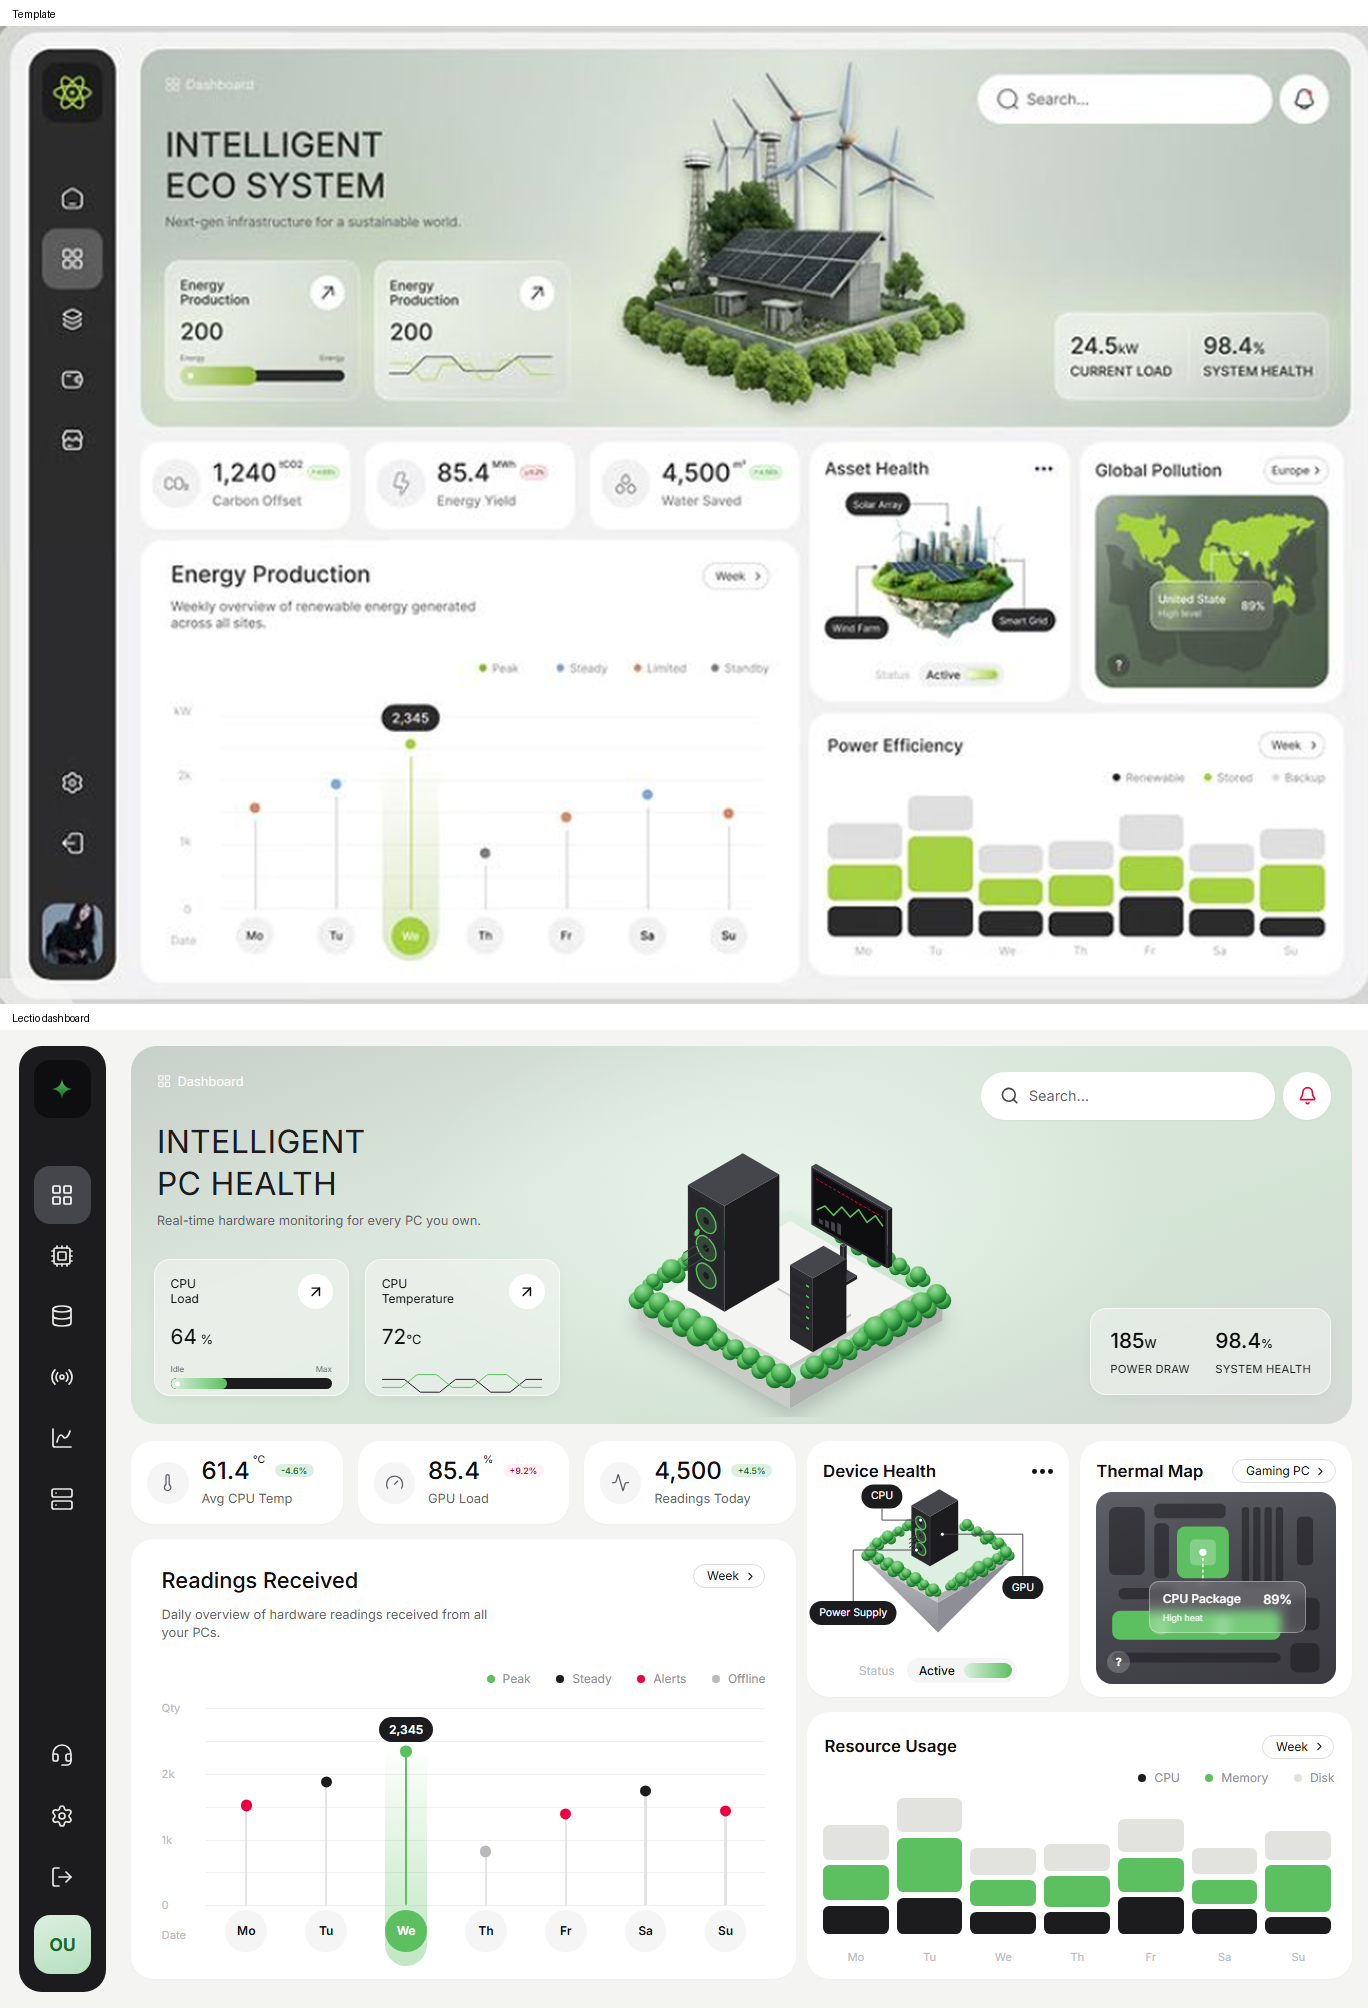 Template
Dashboard
Search...
INTELLIGENT
ECO SYSTEM
Next-gen infrastructure for a sustainable world.
Energy
Production
200
Energy
Energy
Energy
Production
200
24.5kW
CURRENT LOAD
98.4%
SYSTEM HEALTH
CO₂
1,240 tCO2
Carbon Offset
85.4 MWh
Energy Yield
4,500 m³
Water Saved
Asset Health
Solar Array
Wind Farm
Smart Grid
Status
Active
Global Pollution
Europe
United State
High level
89%
?
Energy Production
Week
Weekly overview of renewable energy generated
across all sites.
Peak
Steady
Limited
Standby
kW
2,345
2k
1k
0
Date
Mo
Tu
We
Th
Fr
Sa
Su
Power Efficiency
Week
Renewable
Stored
Backup
Mo
Tu
We
Th
Fr
Sa
Su
Lectio dashboard
Dashboard
Search...
INTELLIGENT
PC HEALTH
Real-time hardware monitoring for every PC you own.
CPU
Load
64 %
Idle
Max
CPU
Temperature
72°C
185W
POWER DRAW
98.4%
SYSTEM HEALTH
61.4 °C
-4.6%
Avg CPU Temp
85.4 %
+9.2%
GPU Load
4,500
+4.5%
Readings Today
Device Health
CPU
GPU
Power Supply
Status
Active
Thermal Map
Gaming PC
CPU Package
89%
High heat
?
Readings Received
Week
Daily overview of hardware readings received from all
your PCs.
Peak
Steady
Alerts
Offline
Qty
2,345
2k
1k
0
Date
Mo
Tu
We
Th
Fr
Sa
Su
Resource Usage
Week
CPU
Memory
Disk
Mo
Tu
We
Th
Fr
Sa
Su
OU